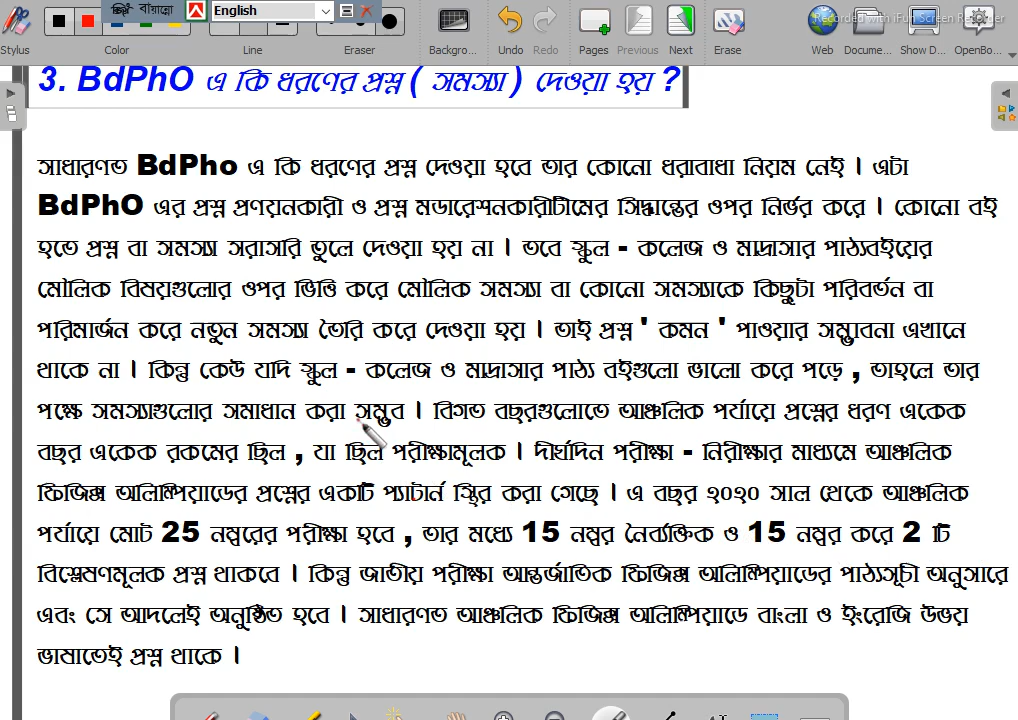 হিন্দ বায়ান্নো English
Recorded with iFun Screen Recorder
Stylus Color Line Eraser Backgro... Undo Redo Pages Previous Next Erase Web Docume... Show D... OpenBo...
3. BdPhO এ কি ধরণের প্রশ্ন ( সমস্যা ) দেওয়া হয় ?
সাধারণত BdPho এ কি ধরণের প্রশ্ন দেওয়া হবে তার কোনো ধরাবাধা নিয়ম নেই । এটা
BdPhO এর প্রশ্ন প্রণয়নকারী ও প্রশ্ন মডারেশনকারীটীমের সিদ্ধান্তের ওপর নির্ভর করে । কোনো বই
হতে প্রশ্ন বা সমস্যা সরাসরি তুলে দেওয়া হয় না । তবে স্কুল - কলেজ ও মাদ্রাসার পাঠ্যবইয়ের
মৌলিক বিষয়গুলোর ওপর ভিত্তি করে মৌলিক সমস্যা বা কোনো সমস্যাকে কিছুটা পরিবর্তন বা
পরিমার্জন করে নতুন সমস্যা তৈরি করে দেওয়া হয় । তাই প্রশ্ন ' কমন ' পাওয়ার সম্ভাবনা এখানে
থাকে না । কিন্তু কেউ যদি স্কুল - কলেজ ও মাদ্রাসার পাঠ্য বইগুলো ভালো করে পড়ে , তাহলে তার
পক্ষে সমস্যাগুলোর সমাধান করা সম্ভব । বিগত বছরগুলোতে আঞ্চলিক পর্যায়ে প্রশ্নের ধরণ একেক
বছর একেক রকমের ছিল , যা ছিল পরীক্ষামূলক । দীর্ঘদিন পরীক্ষা - নিরীক্ষার মাধ্যমে আঞ্চলিক
ফিজিক্স অলিম্পিয়াডের প্রশ্নের একটি প্যাটার্ন স্থির করা গেছে । এ বছর ২০২০ সাল থেকে আঞ্চলিক
পর্যায়ে মোট 25 নম্বরের পরীক্ষা হবে , তার মধ্যে 15 নম্বর নৈর্ব্যক্তিক ও 15 নম্বর করে 2 টি
বিশ্লেষণমূলক প্রশ্ন থাকবে । কিন্তু জাতীয় পরীক্ষা আন্তর্জাতিক ফিজিক্স অলিম্পিয়াডের পাঠ্যসূচী অনুসারে
এবং সে আদলেই অনুষ্ঠিত হবে । সাধারণত আঞ্চলিক ফিজিক্স অলিম্পিয়াডে বাংলা ও ইংরেজি উভয়
ভাষাতেই প্রশ্ন থাকে ।